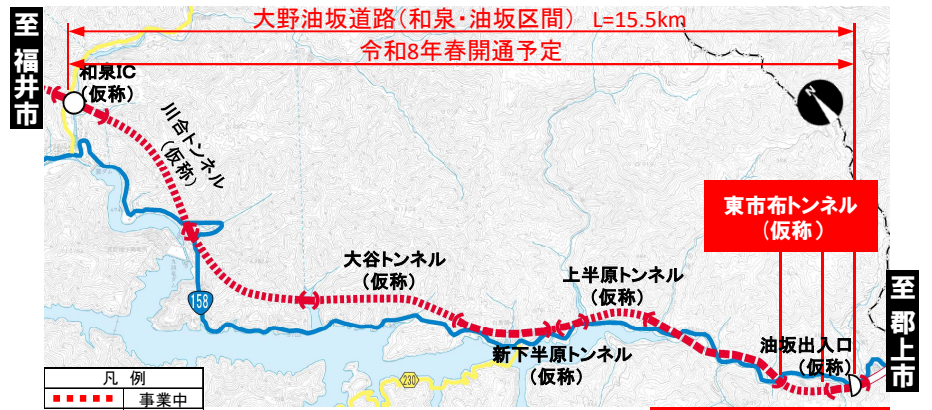 大野油坂道路(和泉・油坂区間) L=15.5km
令和8年春開通予定
至 福井市
和泉IC
(仮称)
川合トンネル
(仮称)
N
東市布トンネル
(仮称)
大谷トンネル
(仮称)
上半原トンネル
(仮称)
158
至 郡上市
油坂出入口
(仮称)
新下半原トンネル
(仮称)
230
凡 例
事業中